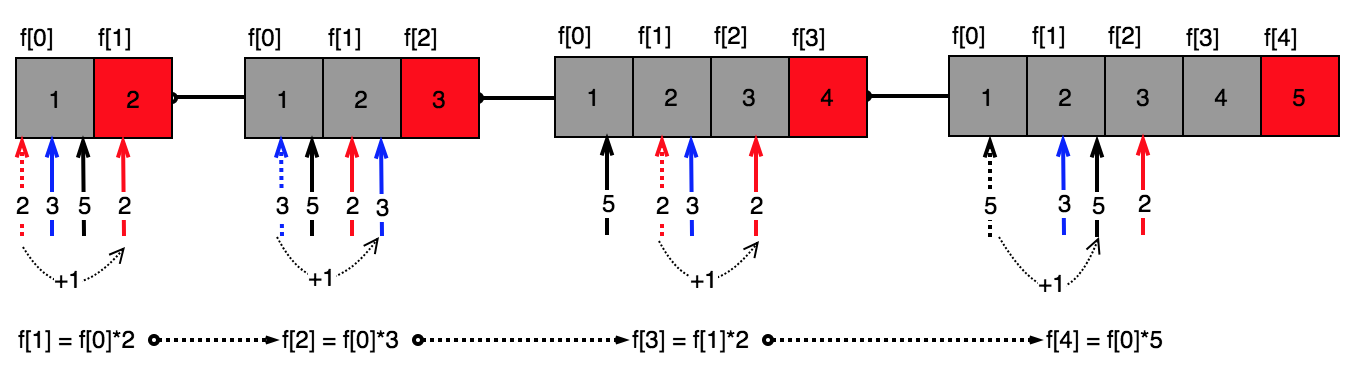 f[0] f[1] f[0] f[1] f[2] f[0] f[1] f[2] f[3] f[0] f[1] f[2] f[3] f[4]
1 2 1 2 3 1 2 3 4 1 2 3 4 5
2 3 5 2 3 5 2 3 5 2 3 2 5 3 5 2
+1 +1 +1 +1
f[1] = f[0]*2 f[2] = f[0]*3 f[3] = f[1]*2 f[4] = f[0]*5